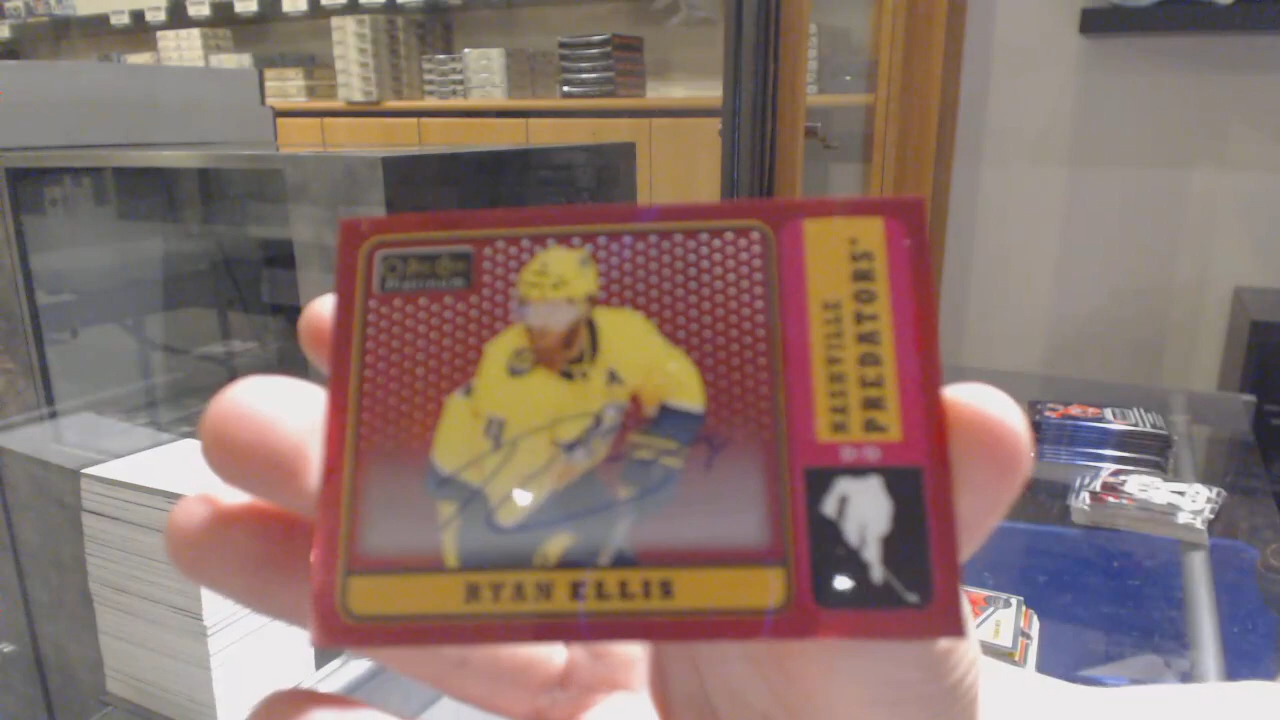 O-Pee-Chee
Platinum
NASHVILLE
PREDATORS
A
RYAN ELLIS